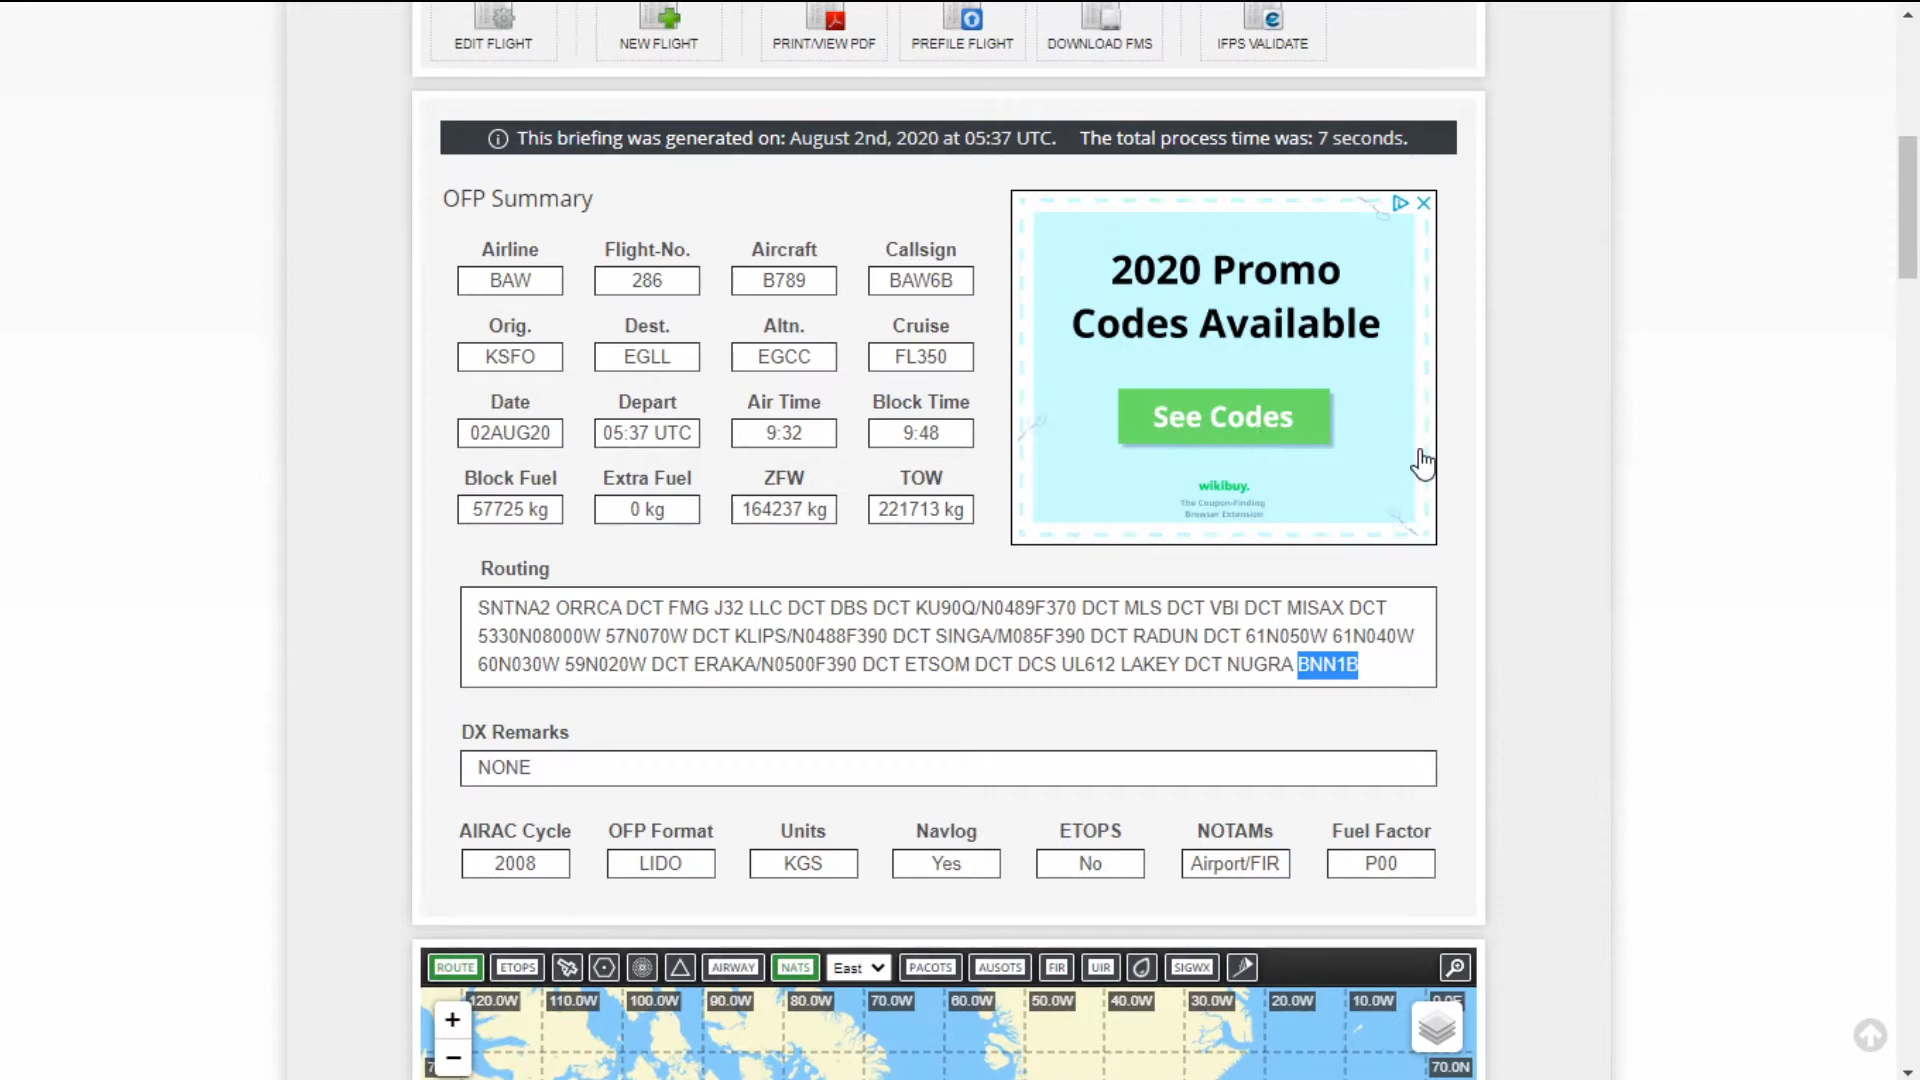 EDIT FLIGHT NEW FLIGHT PRINT/VIEW PDF PREFILE FLIGHT DOWNLOAD FMS IFPS VALIDATE
This briefing was generated on: August 2nd, 2020 at 05:37 UTC. The total process time was: 7 seconds.
OFP Summary
Airline Flight-No. Aircraft Callsign
BAW 286 B789 BAW6B
Orig. Dest. Altn. Cruise
KSFO EGLL EGCC FL350
Date Depart Air Time Block Time
02AUG20 05:37 UTC 9:32 9:48
Block Fuel Extra Fuel ZFW TOW
57725 kg 0 kg 164237 kg 221713 kg
2020 Promo
Codes Available
See Codes
wikibuy.
The Coupon-Finding
Browser Extension
Routing
SNTNA2 ORRCA DCT FMG J32 LLC DCT DBS DCT KU90Q/N0489F370 DCT MLS DCT VBI DCT MISAX DCT
5330N08000W 57N070W DCT KLIPS/N0488F390 DCT SINGA/M085F390 DCT RADUN DCT 61N050W 61N040W
60N030W 59N020W DCT ERAKA/N0500F390 DCT ETSOM DCT DCS UL612 LAKEY DCT NUGRA BNN1B
DX Remarks
NONE
AIRAC Cycle OFP Format Units Navlog ETOPS NOTAMs Fuel Factor
2008 LIDO KGS Yes No Airport/FIR P00
ROUTE ETOPS AIRWAY NATS East PACOTS AUSOTS FIR UIR SIGWX
120.0W 110.0W 100.0W 90.0W 80.0W 70.0W 60.0W 50.0W 40.0W 30.0W 20.0W 10.0W 0.0E
+
−
70.0N